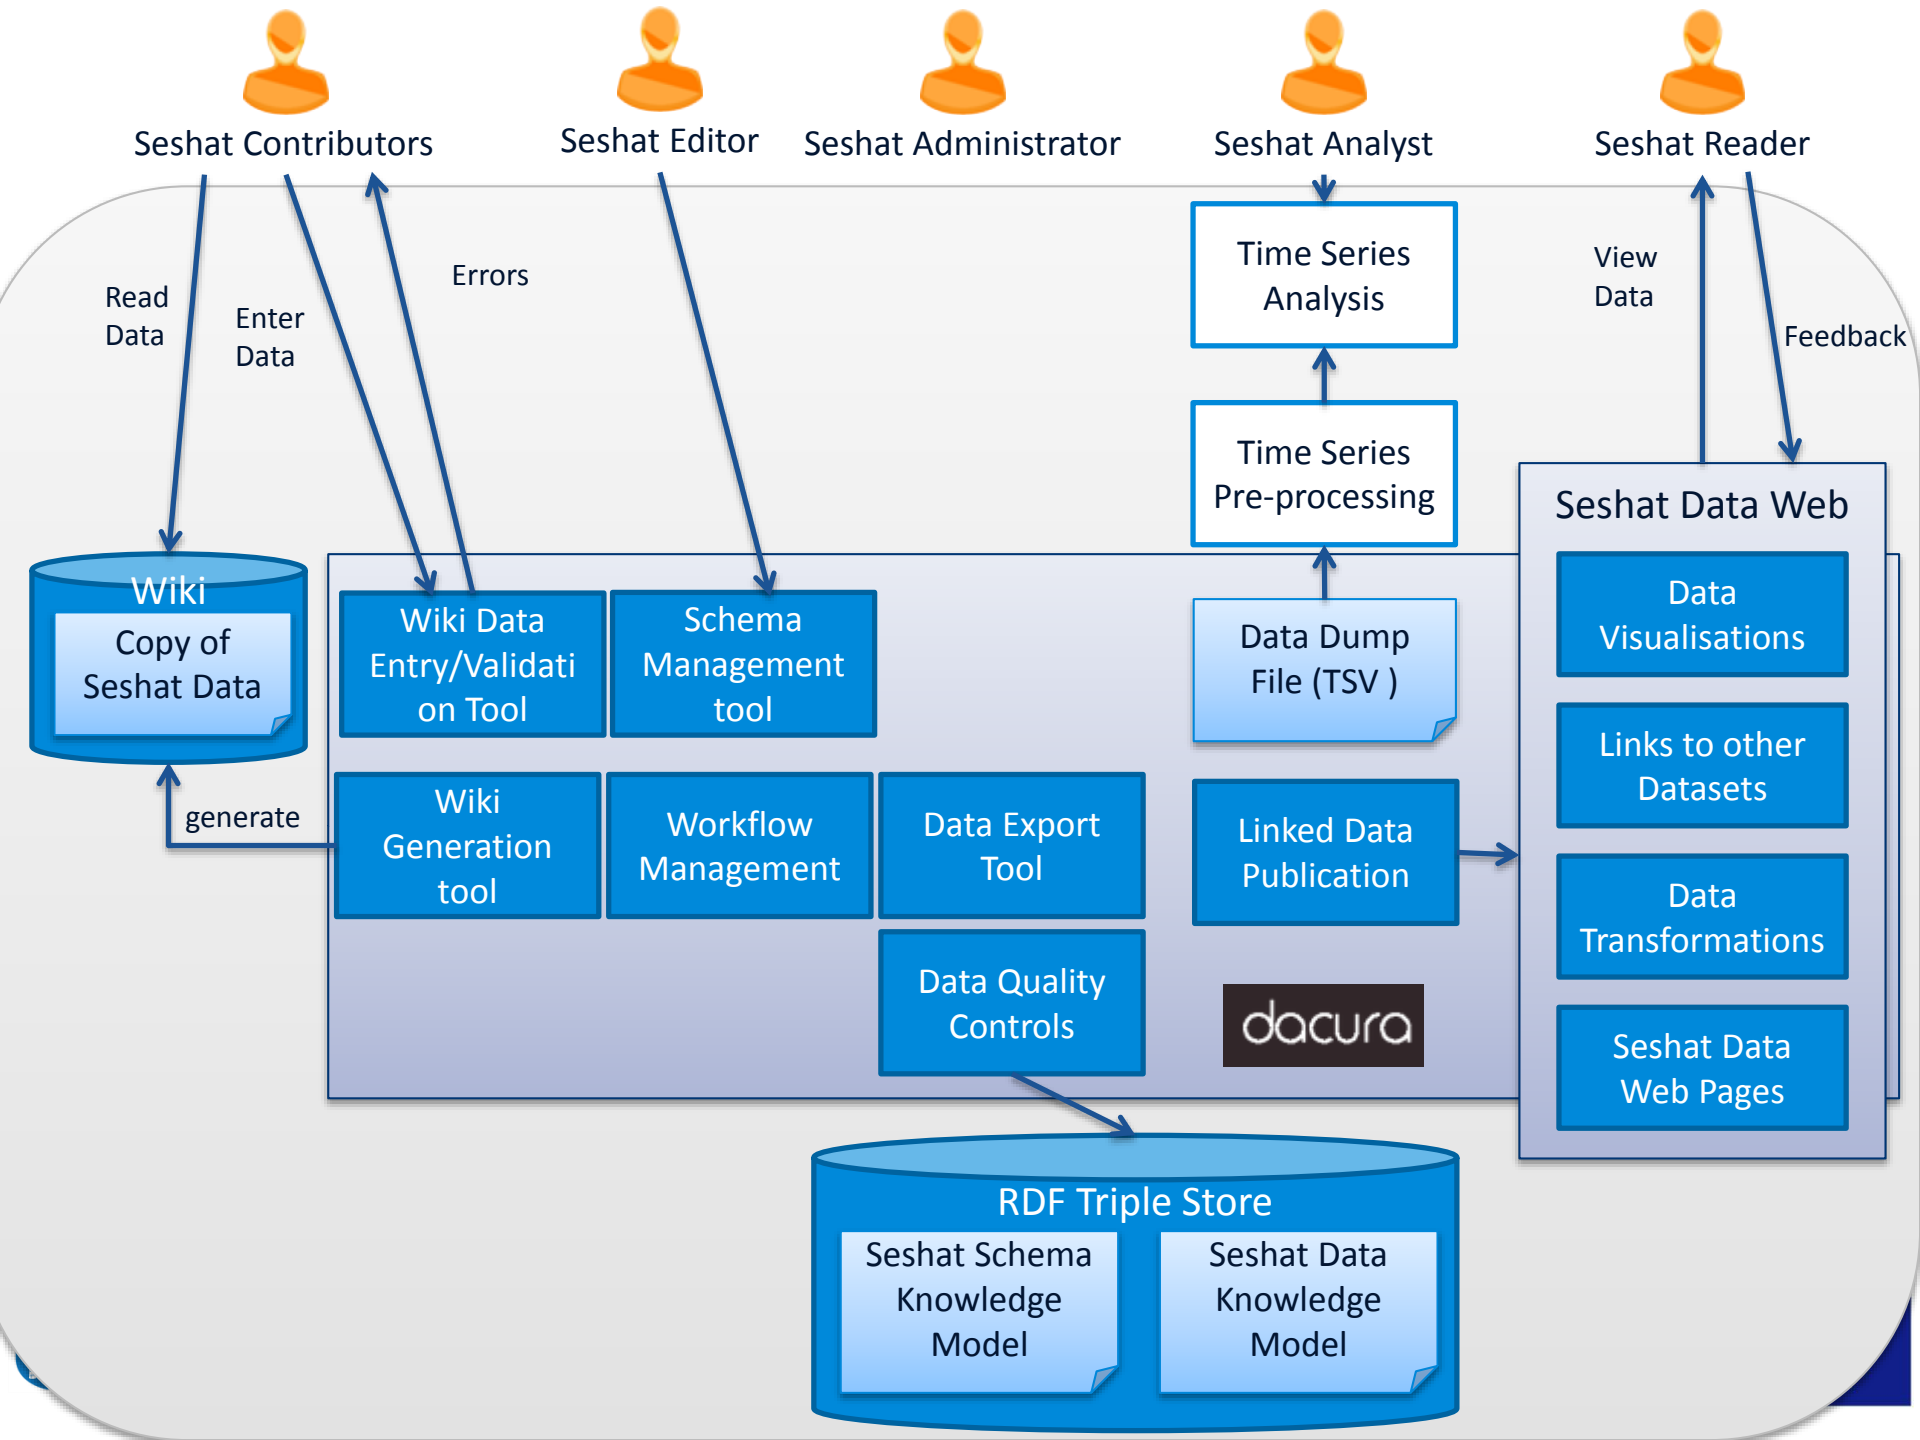 Seshat Contributors
Seshat Editor
Seshat Administrator
Seshat Analyst
Seshat Reader
Read
Data
Enter
Data
Errors
Time Series
Analysis
View
Data
Feedback
Time Series
Pre-processing
Seshat Data Web
Wiki
Copy of
Seshat Data
Wiki Data
Entry/Validati
on Tool
Schema
Management
tool
Data Dump
File (TSV )
Data
Visualisations
Links to other
Datasets
generate
Wiki
Generation
tool
Workflow
Management
Data Export
Tool
Linked Data
Publication
Data
Transformations
Data Quality
Controls
dacura
Seshat Data
Web Pages
RDF Triple Store
Seshat Schema
Knowledge
Model
Seshat Data
Knowledge
Model